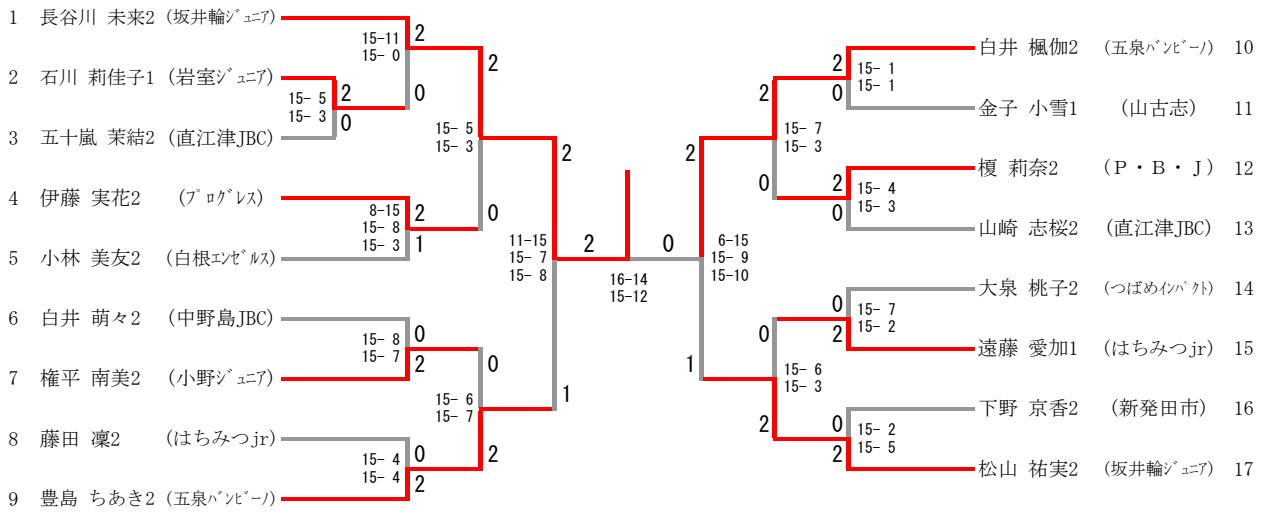 1 長谷川 未来2 (坂井輪ｼﾞｭﾆｱ)
2 石川 莉佳子1 (岩室ｼﾞｭﾆｱ)
3 五十嵐 茉結2 (直江津JBC)
4 伊藤 実花2 (ﾌﾟﾛｸﾞﾚｽ)
5 小林 美友2 (白根ｴﾝｾﾞﾙｽ)
6 白井 萌々2 (中野島JBC)
7 権平 南美2 (小野ｼﾞｭﾆｱ)
8 藤田 凜2 (はちみつjr)
9 豊島 ちあき2 (五泉ﾊﾞﾝﾋﾞｰﾉ)
15-11 2
15- 0 0
15- 5 2
15- 3 0
8-15 2
15- 8
15- 3 1
15- 8 0
15- 7 2
15- 4 0
15- 4 2
2
15- 5
15- 3
0
0
15- 6
15- 7
2
2
11-15
15- 7
15- 8
1
2 0
16-14
15-12
2
6-15
15- 9
15-10
1
2
15- 7
15- 3
0
0
15- 6
15- 3
2
2 15- 1
0 15- 1
2 15- 4
0 15- 3
0 15- 7
2 15- 2
0 15- 2
2 15- 5
白井 楓伽2 (五泉ﾊﾞﾝﾋﾞｰﾉ) 10
金子 小雪1 (山古志) 11
榎 莉奈2 (Ｐ・Ｂ・Ｊ) 12
山崎 志桜2 (直江津JBC) 13
大泉 桃子2 (つばめｲﾝﾊﾟｸﾄ) 14
遠藤 愛加1 (はちみつjr) 15
下野 京香2 (新発田市) 16
松山 祐実2 (坂井輪ｼﾞｭﾆｱ) 17